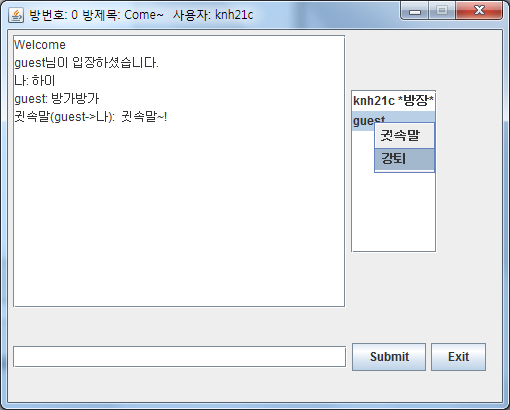 방번호: 0 방제목: Come~ 사용자: knh21c
Welcome
guest님이 입장하셨습니다.
나: 하이
guest: 방가방가
귓속말(guest->나): 귓속말~!
knh21c *방장*
guest
귓속말
강퇴
Submit
Exit